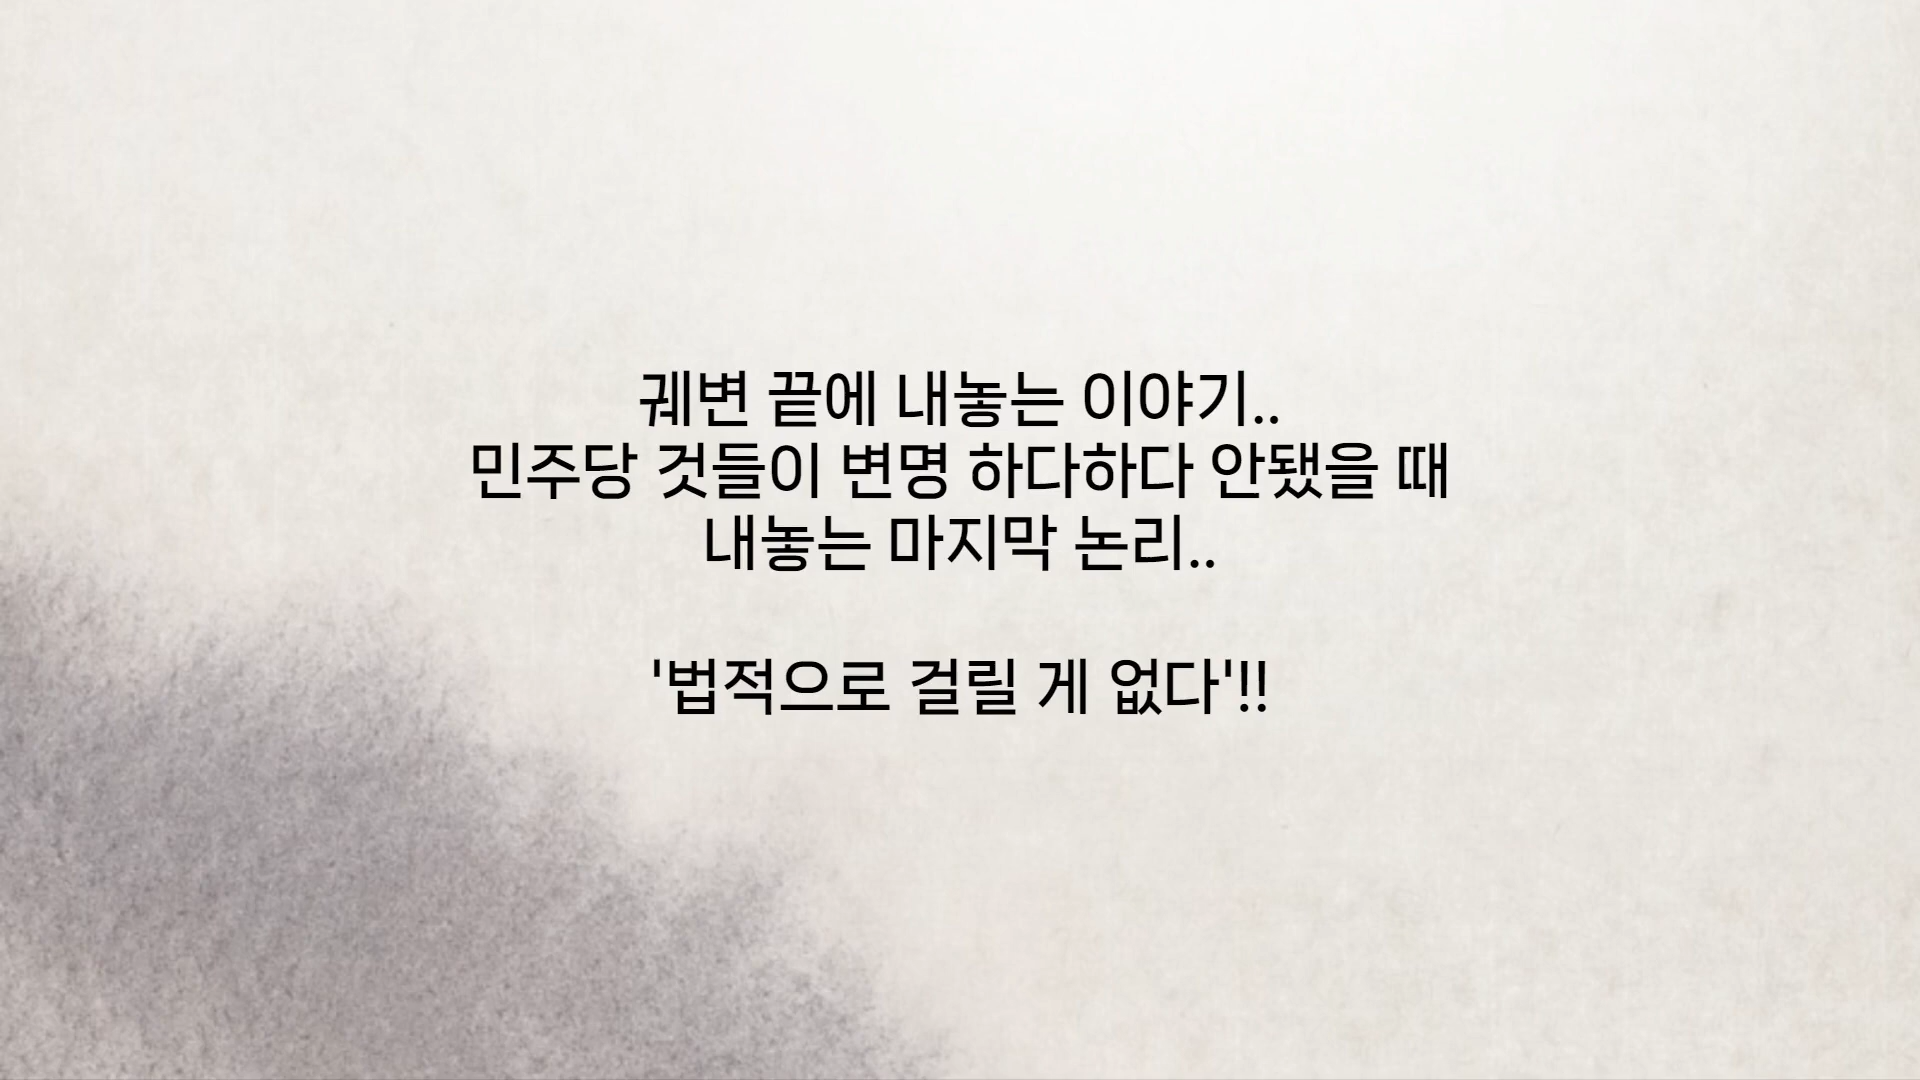 궤변 끝에 내놓는 이야기..
민주당 것들이 변명 하다하다 안됐을 때
내놓는 마지막 논리..
'법적으로 걸릴 게 없다'!!